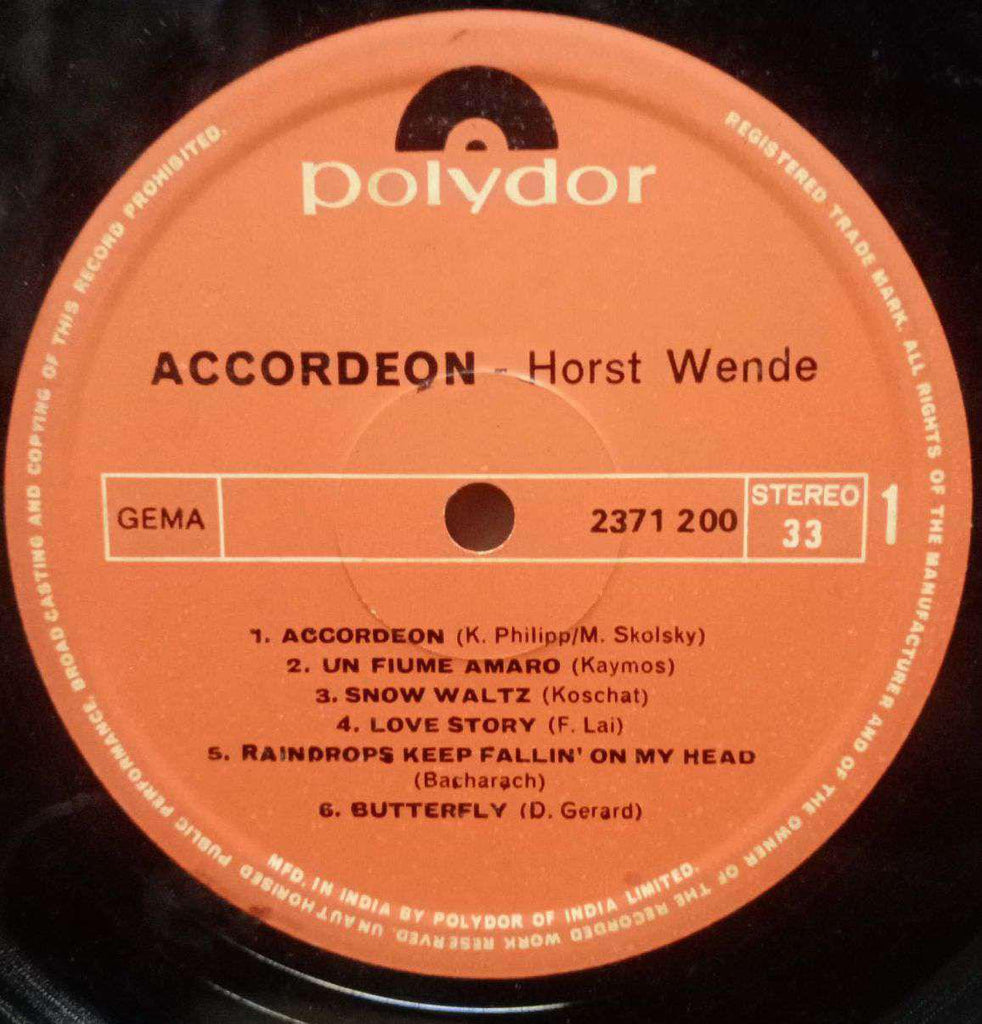 polydor
ACCORDEON - Horst Wende
GEMA
2371 200
STEREO
33
1
1. ACCORDEON (K. Philipp/M. Skolsky)
2. UN FIUME AMARO (Kaymos)
3. SNOW WALTZ (Koschat)
4. LOVE STORY (F. Lai)
5. RAINDROPS KEEP FALLIN' ON MY HEAD
(Bacharach)
6. BUTTERFLY (D. Gerard)
MFD. IN INDIA BY POLYDOR OF INDIA LIMITED.
REGISTERED TRADE MARK. ALL RIGHTS OF THE MANUFACTURER AND OF THE OWNER OF THE RECORDED WORK RESERVED. UNAUTHORISED PUBLIC PERFORMANCE, BROADCASTING AND COPYING OF THIS RECORD PROHIBITED.